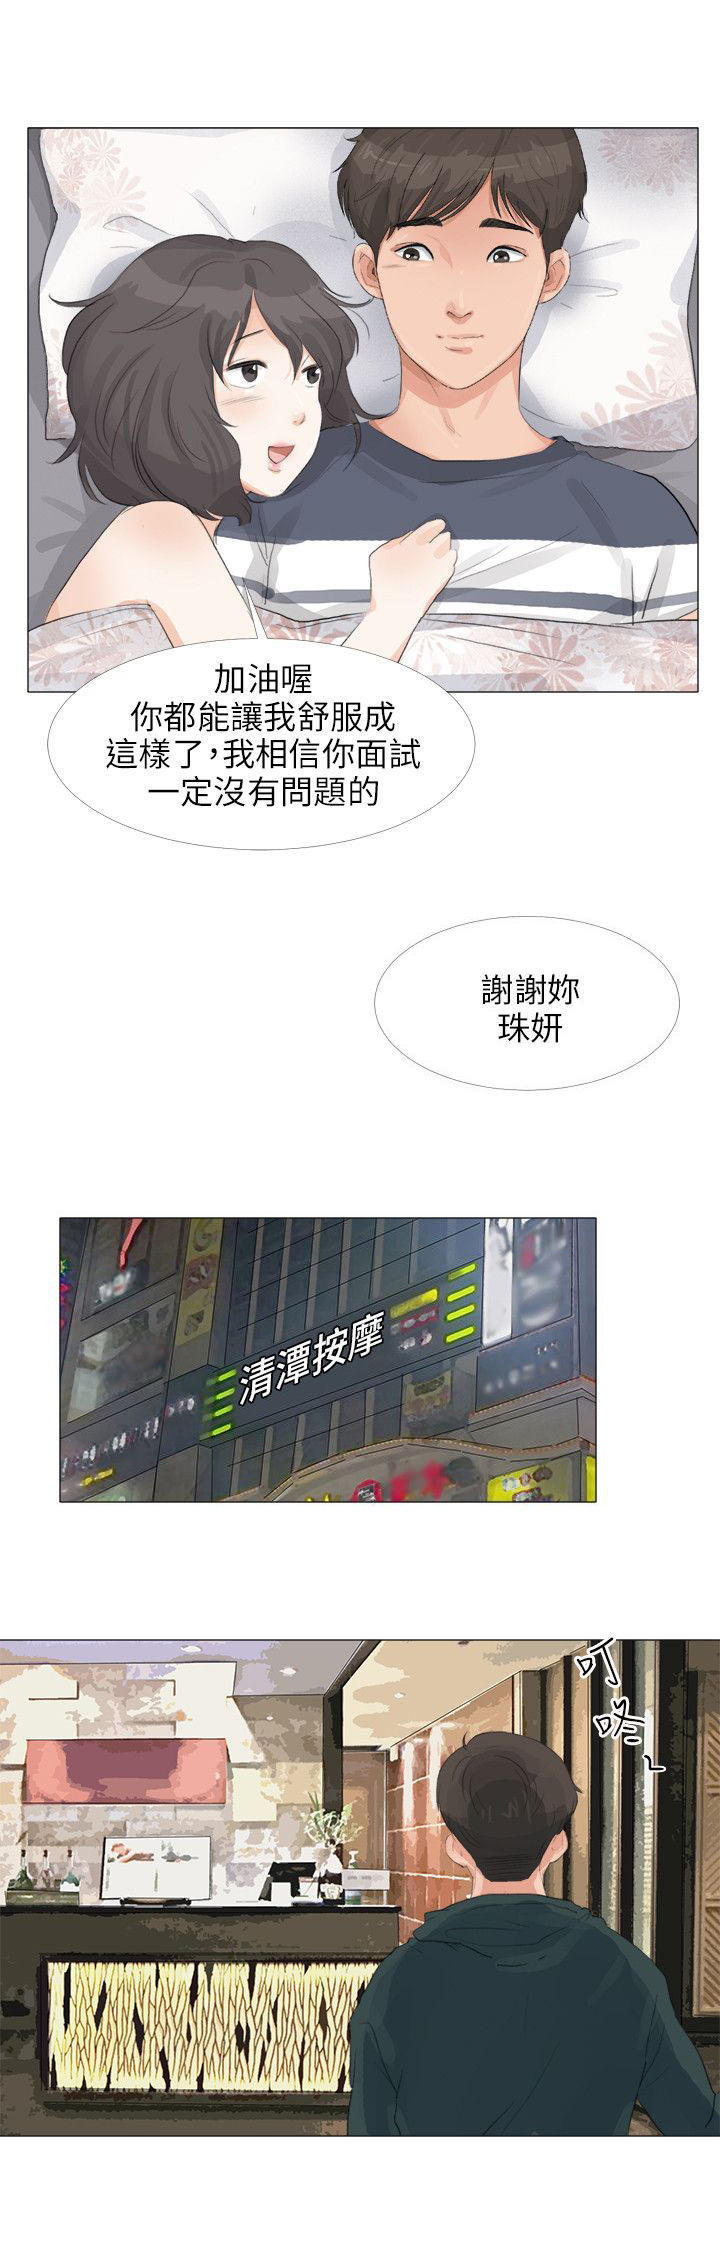 加油喔
你都能讓我舒服成
這樣了，我相信你面試
一定沒有問題的
謝謝妳
珠妍
清潭按摩
叮
咚~